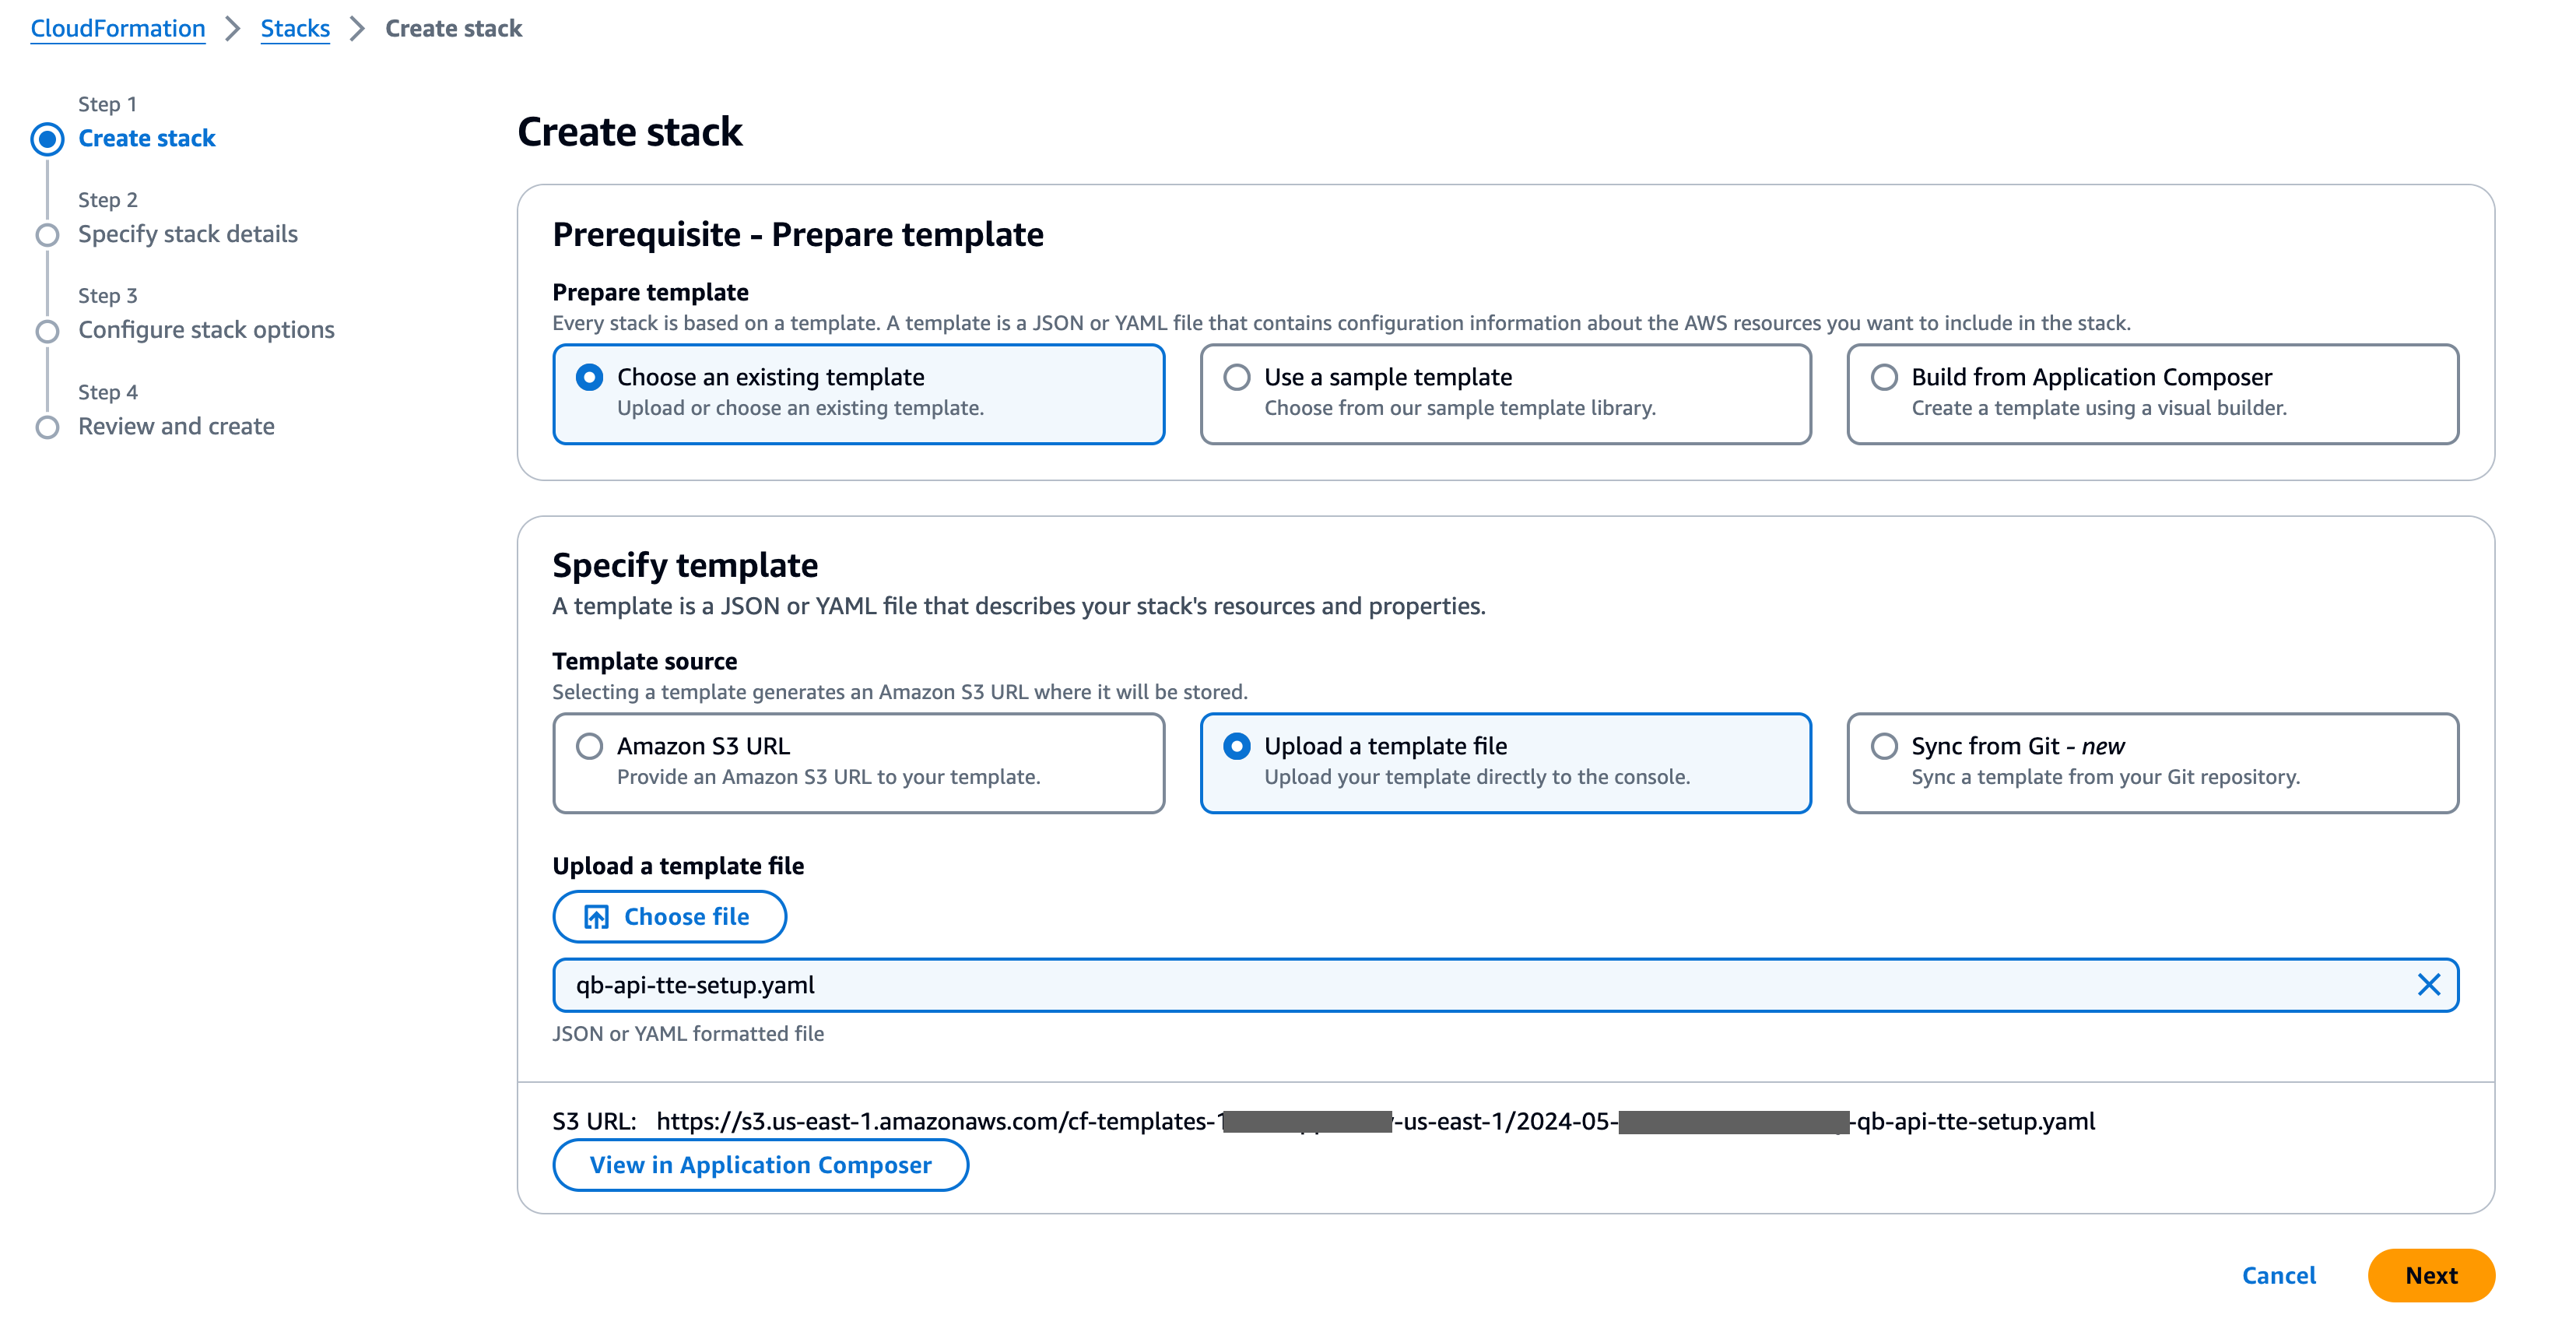 CloudFormation > Stacks > Create stack
Step 1
Create stack
Step 2
Specify stack details
Step 3
Configure stack options
Step 4
Review and create
Create stack
Prerequisite - Prepare template
Prepare template
Every stack is based on a template. A template is a JSON or YAML file that contains configuration information about the AWS resources you want to include in the stack.
Choose an existing template
Upload or choose an existing template.
Use a sample template
Choose from our sample template library.
Build from Application Composer
Create a template using a visual builder.
Specify template
A template is a JSON or YAML file that describes your stack's resources and properties.
Template source
Selecting a template generates an Amazon S3 URL where it will be stored.
Amazon S3 URL
Provide an Amazon S3 URL to your template.
Upload a template file
Upload your template directly to the console.
Sync from Git - new
Sync a template from your Git repository.
Upload a template file
Choose file
qb-api-tte-setup.yaml
JSON or YAML formatted file
S3 URL: https://s3.us-east-1.amazonaws.com/cf-templates- -us-east-1/2024-05- -qb-api-tte-setup.yaml
View in Application Composer
Cancel
Next